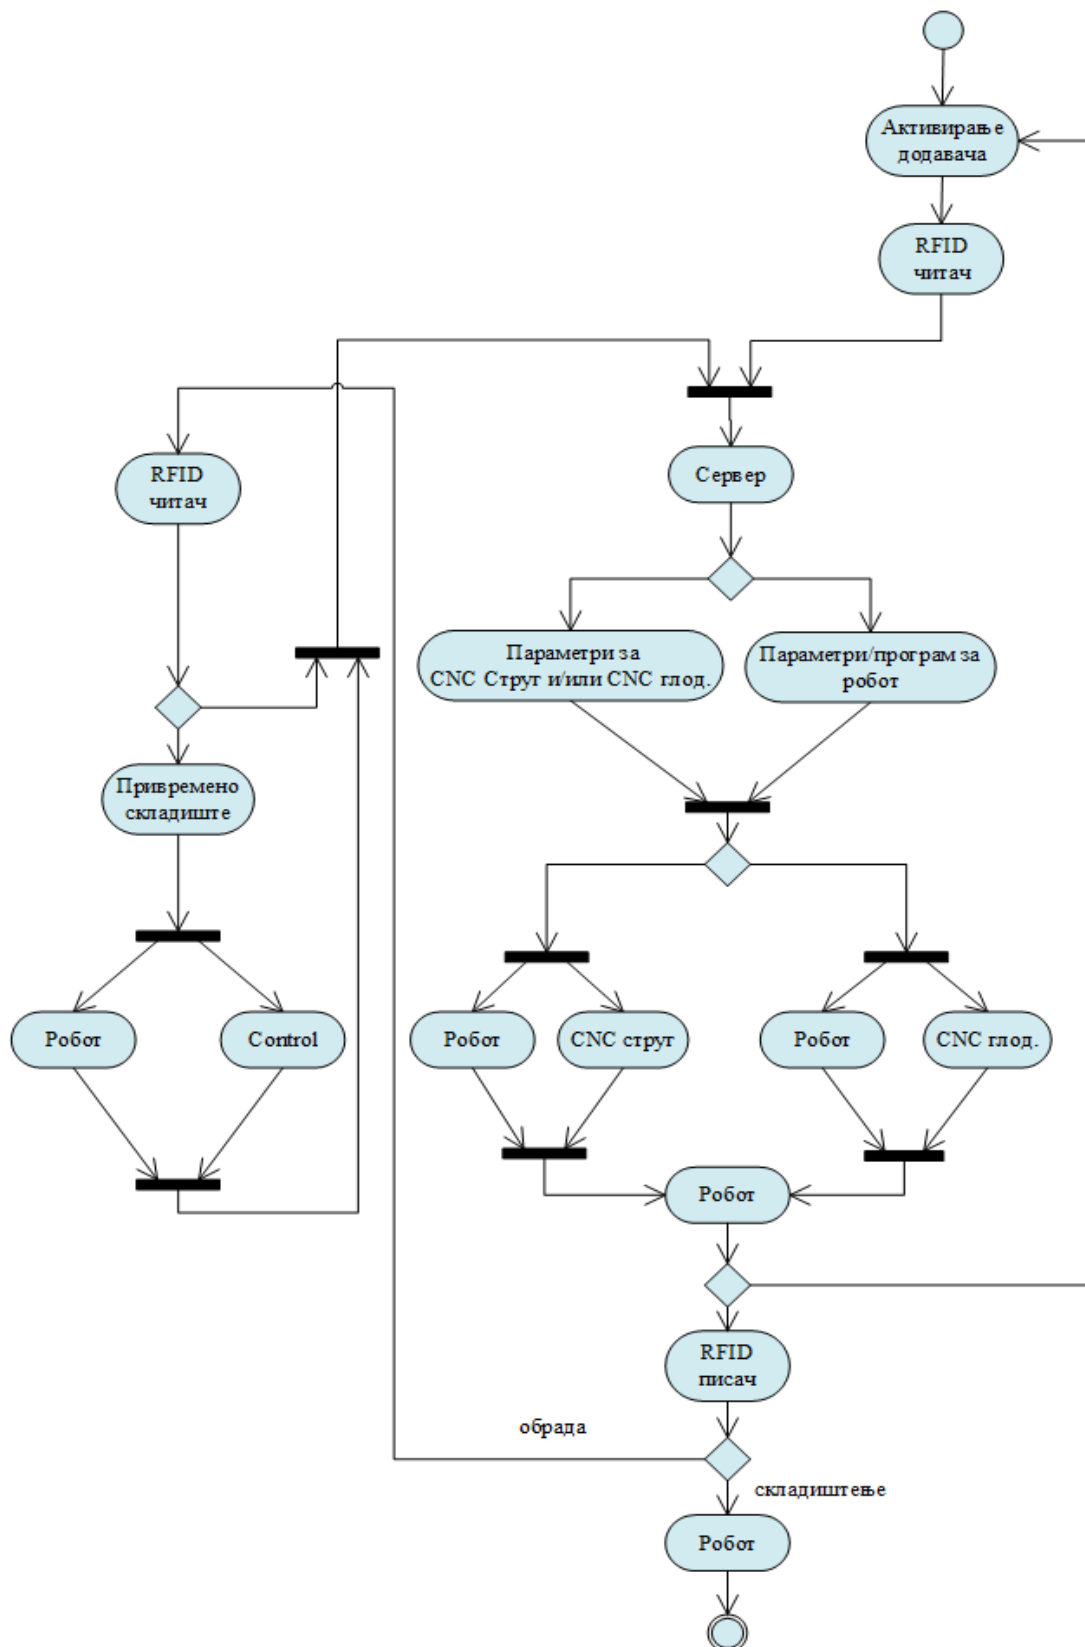 Активирање
додавача
RFID
читач
RFID
читач
Сервер
Параметри за
CNC Струг и/или CNC глод.
Параметри/програм за
робот
Привремено
складиште
Робот
Control
Робот
CNC струг
Робот
CNC глод.
Робот
RFID
писач
обрада
складиштење
Робот